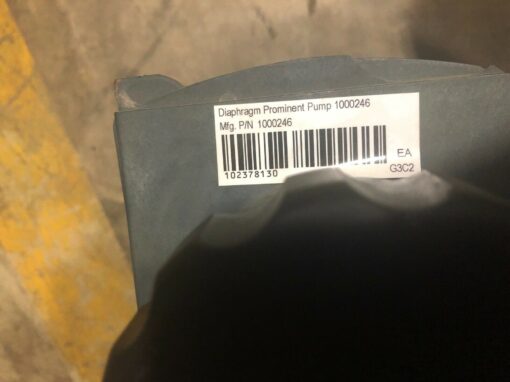 Diaphragm Prominent Pump 1000246
Mfg. P/N 1000246
EA
102378130
G3C2